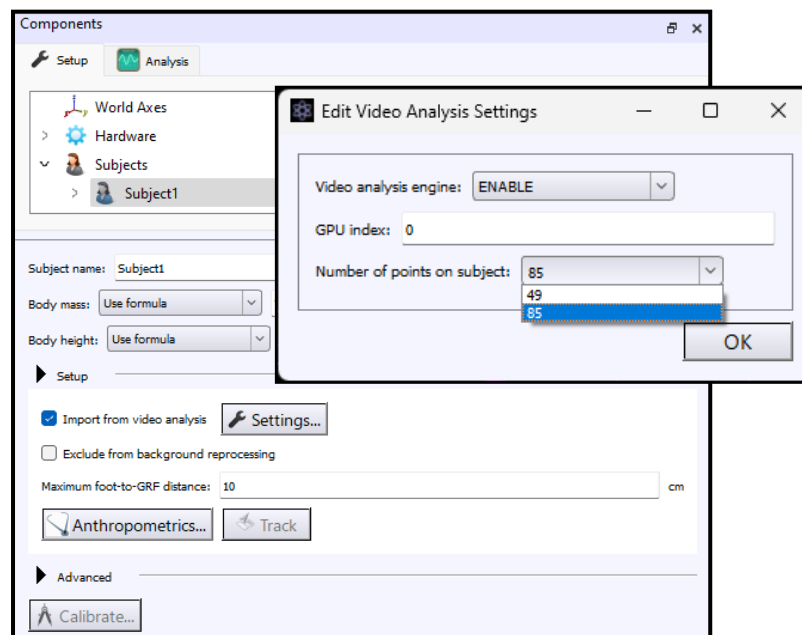 Components
Setup
Analysis
World Axes
Hardware
Subjects
Subject1
Edit Video Analysis Settings
Video analysis engine: ENABLE
GPU index: 0
Number of points on subject: 85
49
85
OK
Subject name: Subject1
Body mass: Use formula
Body height: Use formula
Setup
Import from video analysis Settings...
Exclude from background reprocessing
Maximum foot-to-GRF distance: 10 cm
Anthropometrics... Track
Advanced
Calibrate...